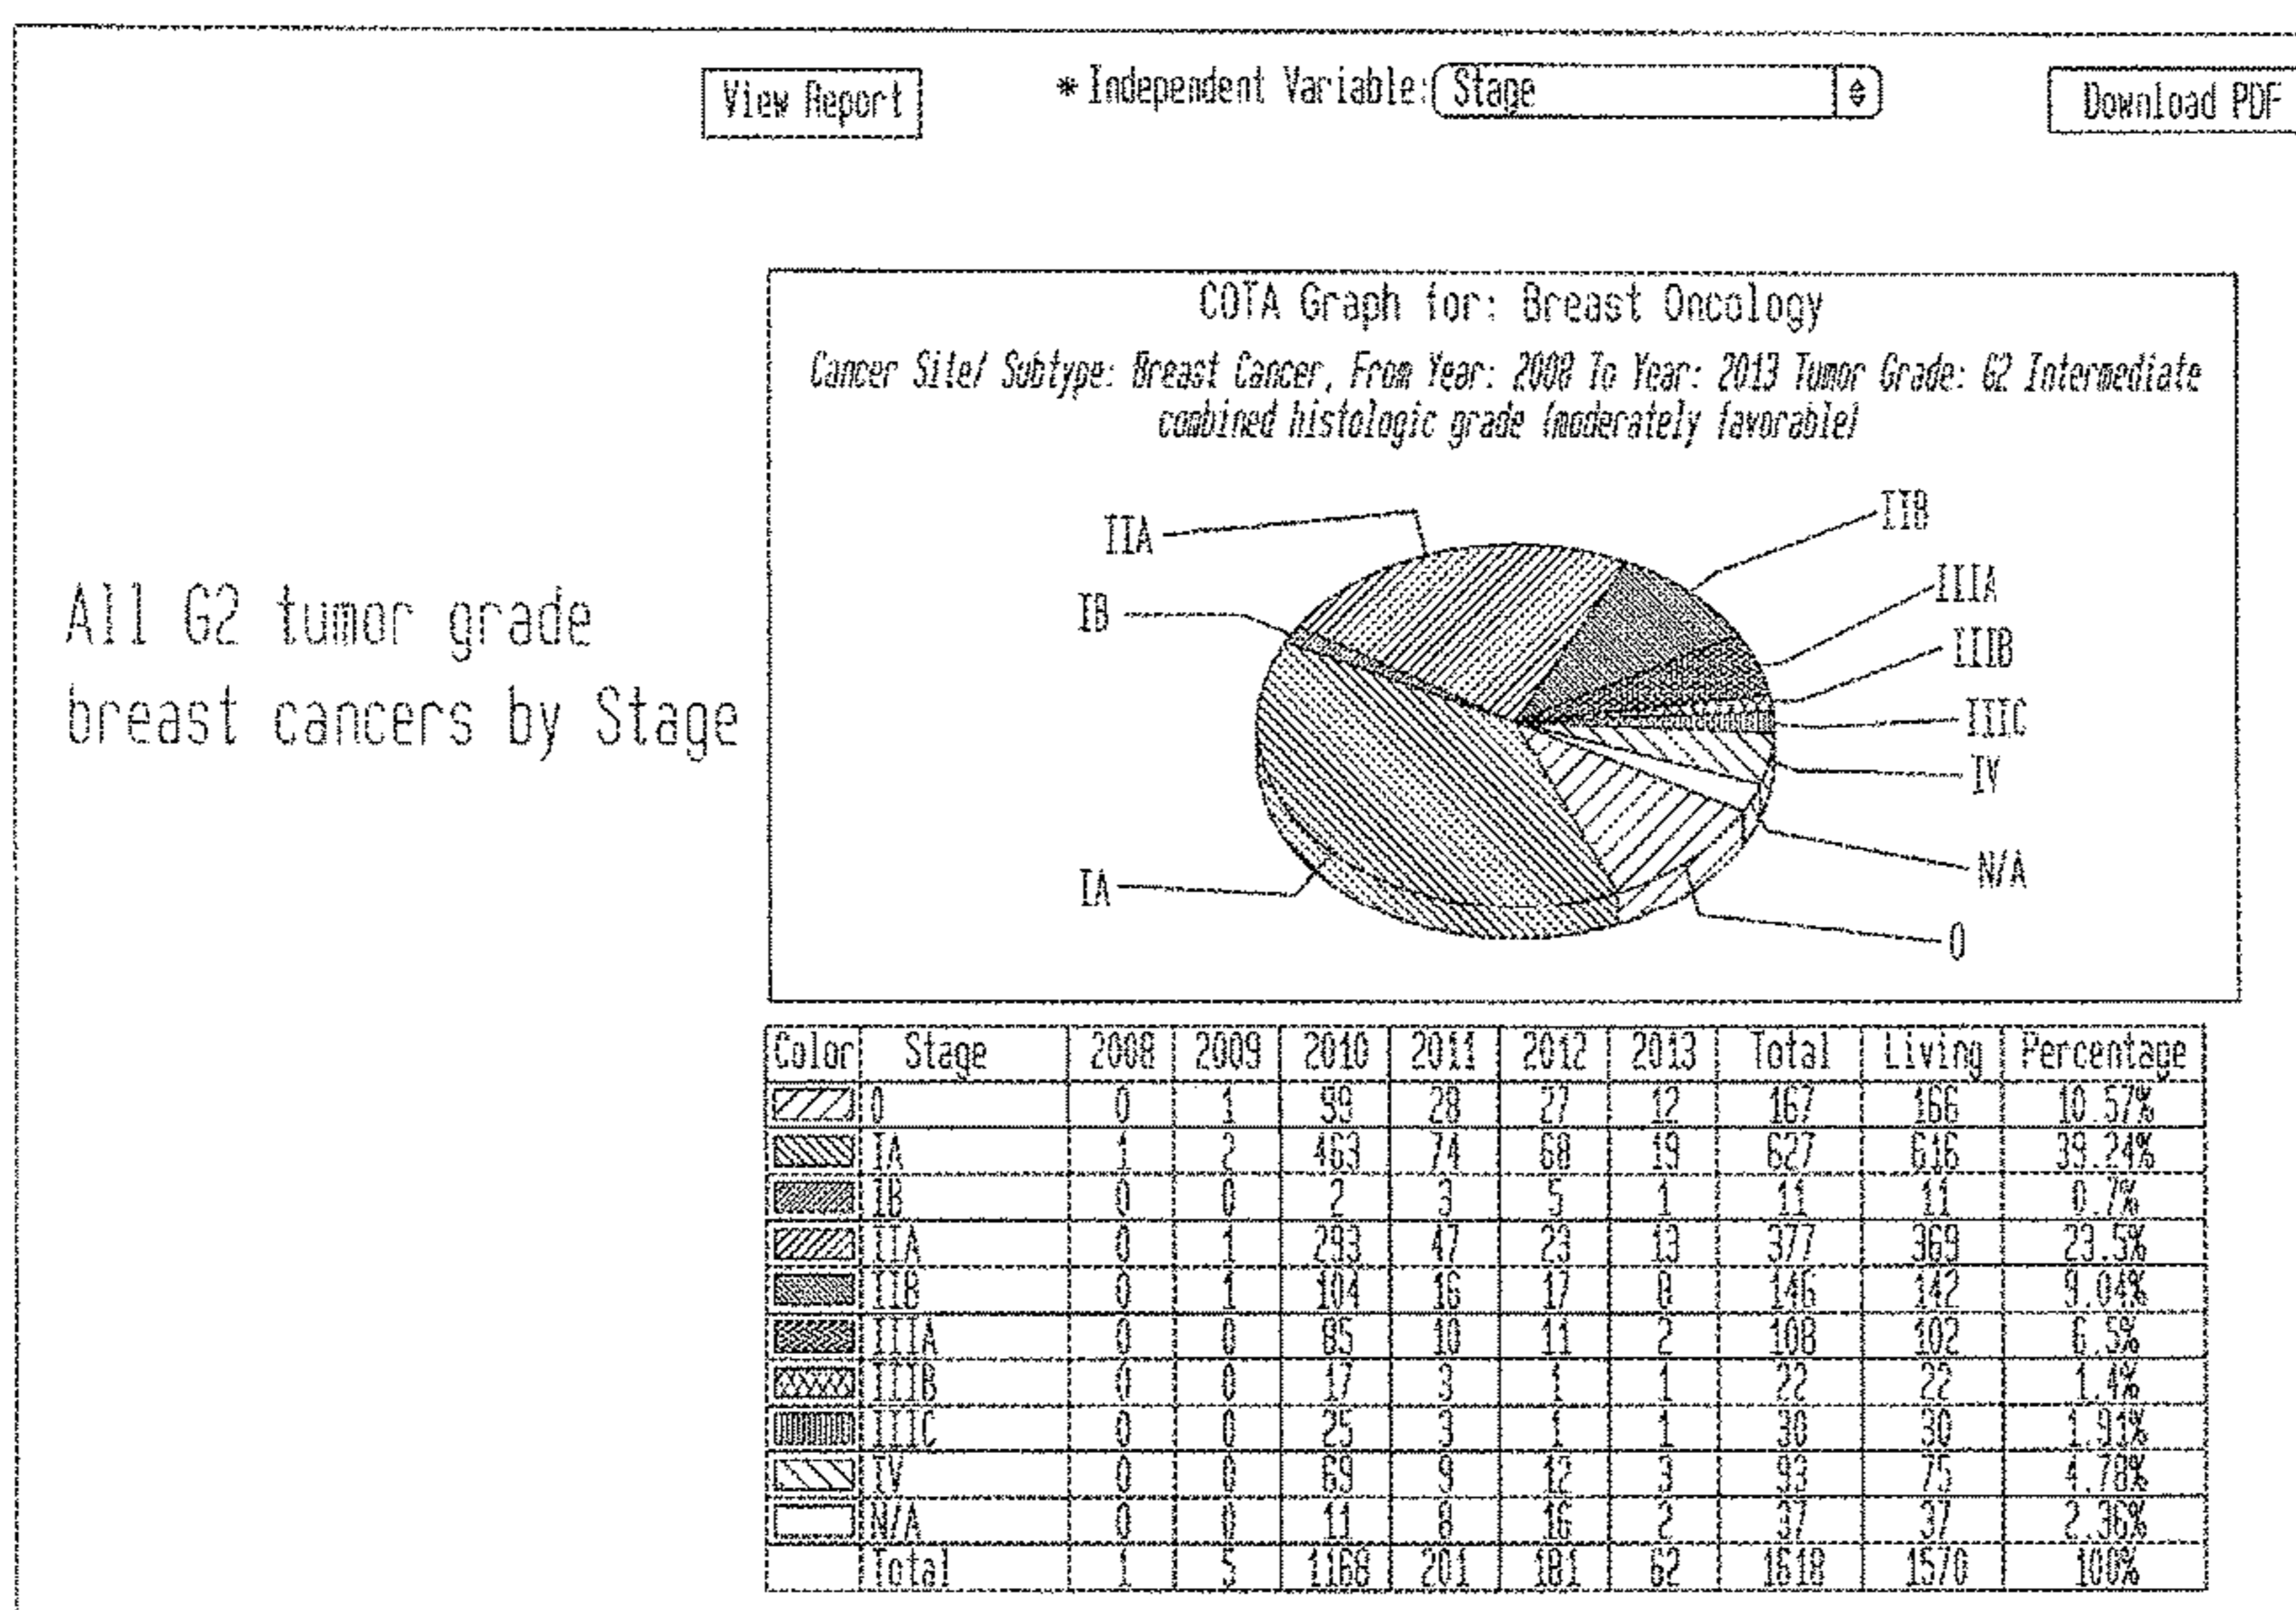 View Report * Independent Variable: Stage Download PDF
COTA Graph for: Breast Oncology
Cancer Site/ Subtype: Breast Cancer, From Year: 2008 To Year: 2013 Tumor Grade: G2 Intermediate
combined histologic grade (moderately favorable)
All G2 tumor grade
breast cancers by Stage
IIA
IB
IA
IIB
IIIA
IIIB
IIIC
IV
N/A
0
Color Stage 2008 2009 2010 2011 2012 2013 Total Living Percentage
0 0 1 99 28 27 12 167 166 10.57%
IA 1 2 463 74 68 19 627 616 39.24%
IB 0 0 2 3 5 1 11 11 0.7%
IIA 0 1 293 47 23 13 377 369 23.5%
IIB 0 1 104 16 17 8 146 142 9.04%
IIIA 0 0 85 10 11 2 108 102 6.5%
IIIB 0 0 17 3 1 1 22 22 1.4%
IIIC 0 0 25 3 1 1 30 30 1.91%
IV 0 0 69 9 12 3 93 75 4.78%
N/A 0 0 11 8 16 2 37 37 2.36%
Total 1 5 1168 201 181 62 1618 1570 100%